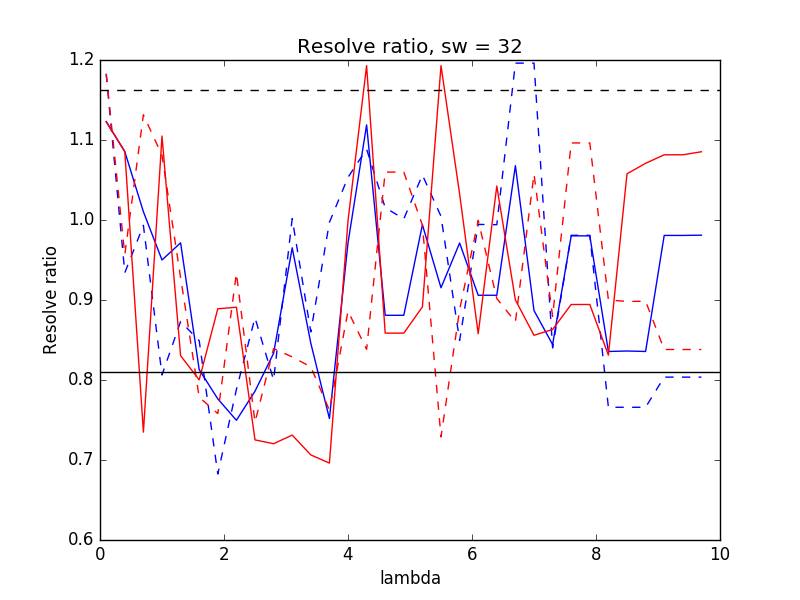 Resolve ratio, sw = 32
1.2
1.1
1.0
0.9
0.8
0.7
0.6
Resolve ratio
0 2 4 6 8 10
lambda